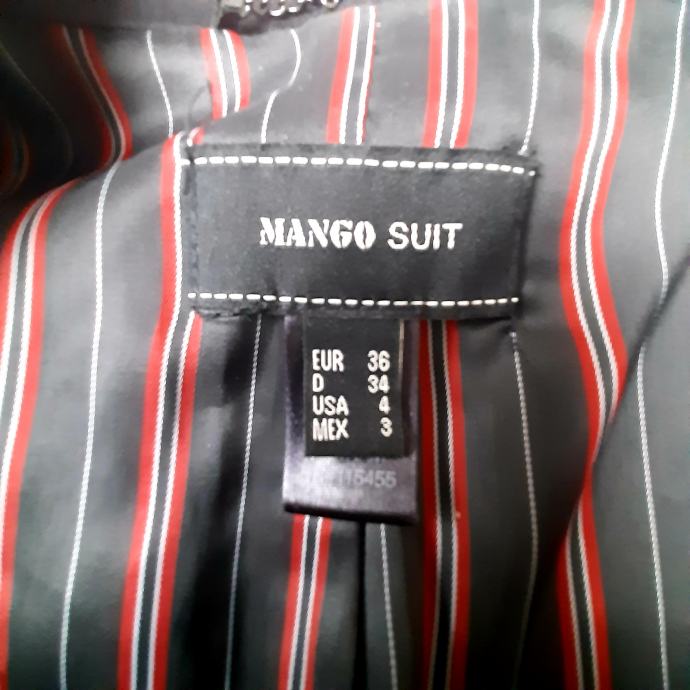 MANGO SUIT
EUR 36
D 34
USA 4
MEX 3